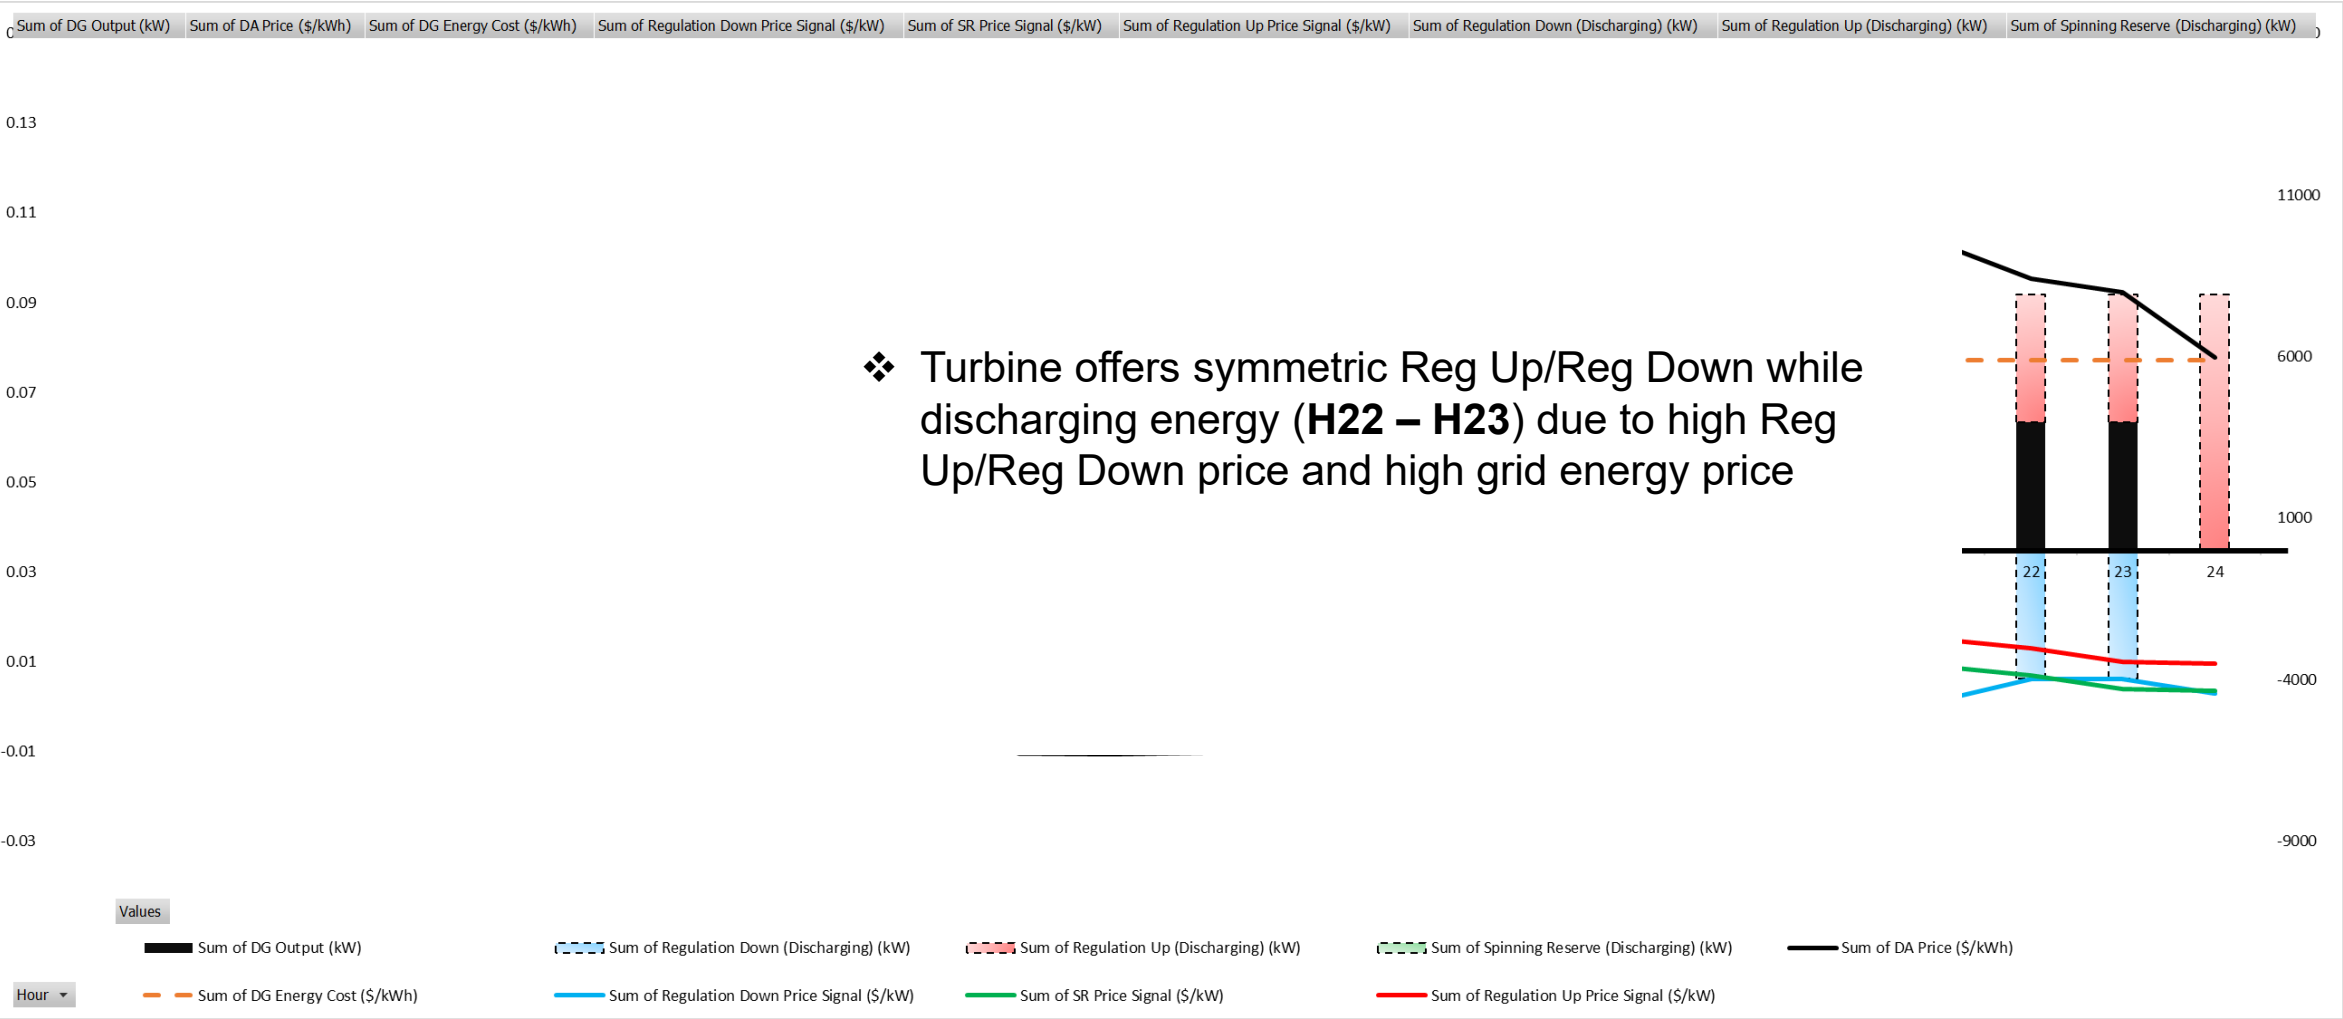 Sum of DG Output (kW) Sum of DA Price ($/kWh) Sum of DG Energy Cost ($/kWh) Sum of Regulation Down Price Signal ($/kW) Sum of SR Price Signal ($/kW) Sum of Regulation Up Price Signal ($/kW) Sum of Regulation Down (Discharging) (kW) Sum of Regulation Up (Discharging) (kW) Sum of Spinning Reserve (Discharging) (kW)
0.13
0.11
0.09
0.07
0.05
0.03
0.01
-0.01
-0.03
❖ Turbine offers symmetric Reg Up/Reg Down while
discharging energy (H22 – H23) due to high Reg
Up/Reg Down price and high grid energy price
22 23 24
11000
6000
1000
-4000
-9000
Values
Sum of DG Output (kW) Sum of Regulation Down (Discharging) (kW) Sum of Regulation Up (Discharging) (kW) Sum of Spinning Reserve (Discharging) (kW) Sum of DA Price ($/kWh)
Hour Sum of DG Energy Cost ($/kWh) Sum of Regulation Down Price Signal ($/kW) Sum of SR Price Signal ($/kW) Sum of Regulation Up Price Signal ($/kW)